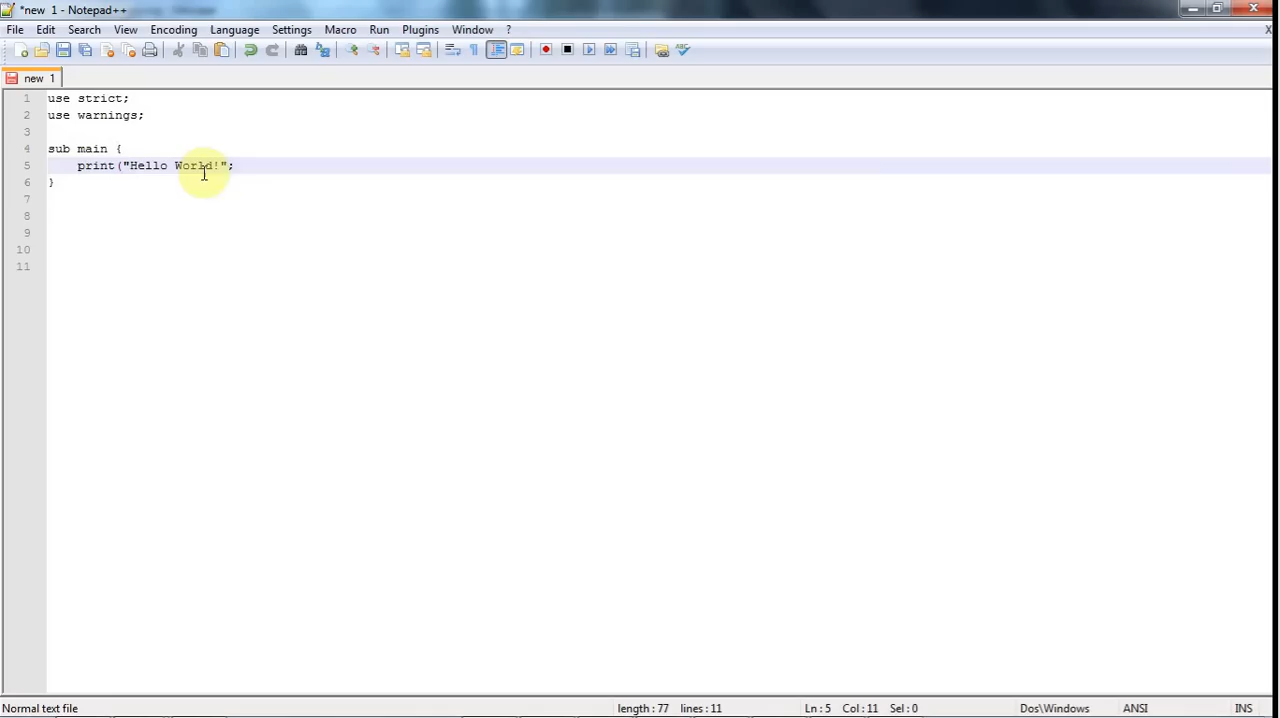 *new 1 - Notepad++
File Edit Search View Encoding Language Settings Macro Run Plugins Window ? X
new 1
1 use strict;
2 use warnings;
3
4 sub main {
5 print("Hello World!";
6 }
7
8
9
10
11
Normal text file length : 77 lines : 11 Ln : 5 Col : 11 Sel : 0 Dos\Windows ANSI INS